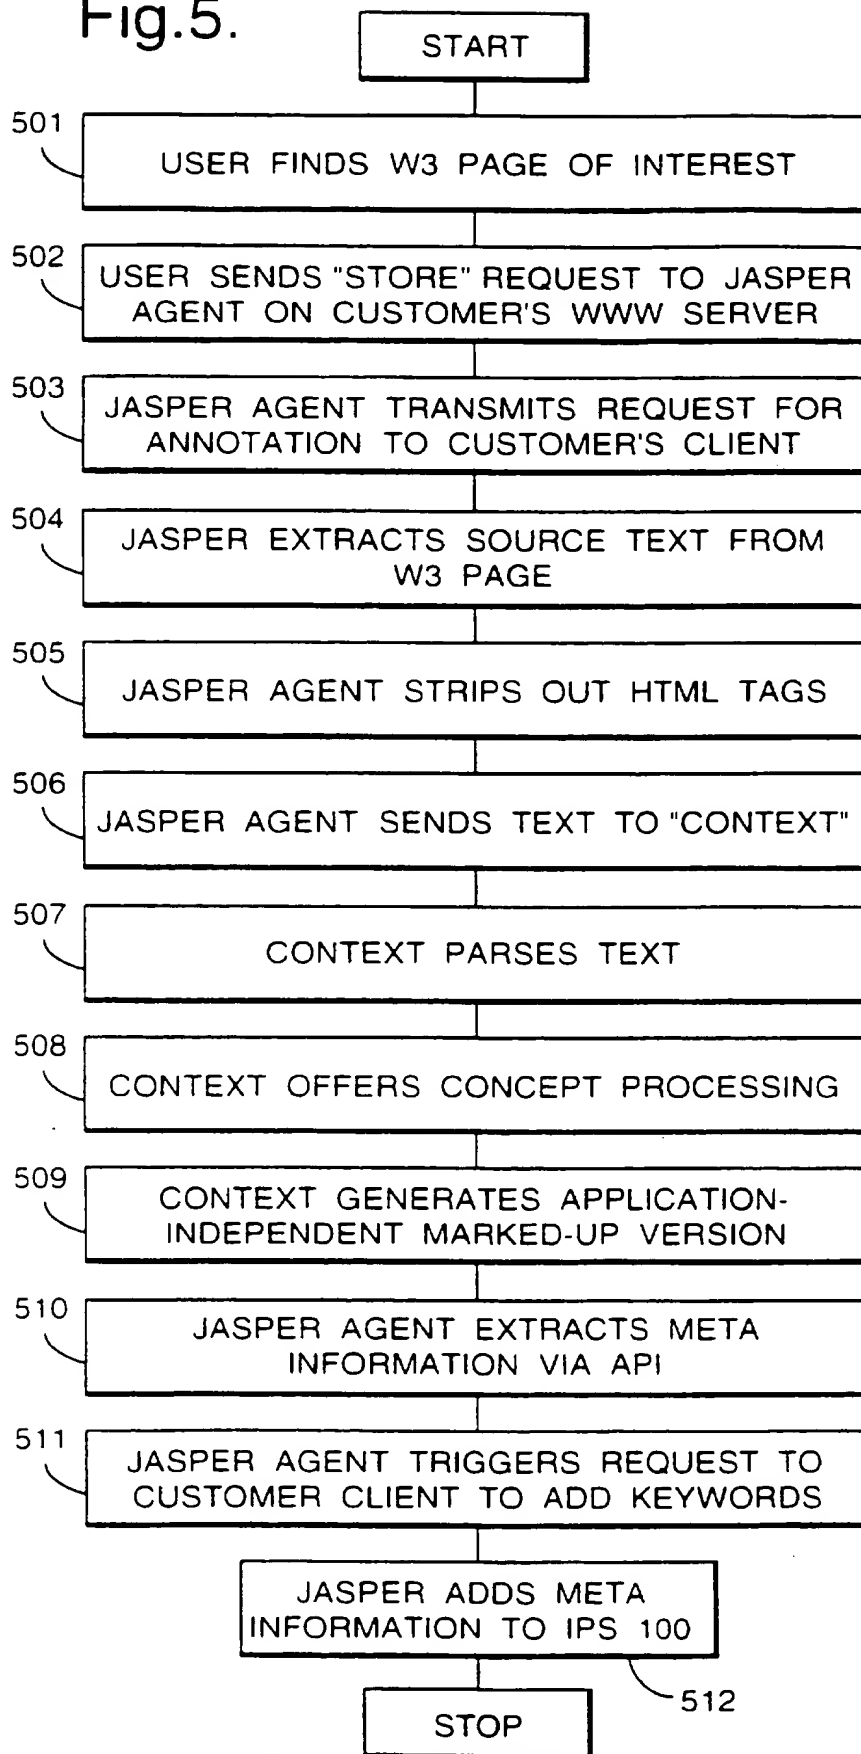 Fig.5.
START
501
USER FINDS W3 PAGE OF INTEREST
502
USER SENDS "STORE" REQUEST TO JASPER
AGENT ON CUSTOMER'S WWW SERVER
503
JASPER AGENT TRANSMITS REQUEST FOR
ANNOTATION TO CUSTOMER'S CLIENT
504
JASPER EXTRACTS SOURCE TEXT FROM
W3 PAGE
505
JASPER AGENT STRIPS OUT HTML TAGS
506
JASPER AGENT SENDS TEXT TO "CONTEXT"
507
CONTEXT PARSES TEXT
508
CONTEXT OFFERS CONCEPT PROCESSING
509
CONTEXT GENERATES APPLICATION-
INDEPENDENT MARKED-UP VERSION
510
JASPER AGENT EXTRACTS META
INFORMATION VIA API
511
JASPER AGENT TRIGGERS REQUEST TO
CUSTOMER CLIENT TO ADD KEYWORDS
JASPER ADDS META
INFORMATION TO IPS 100
512
STOP